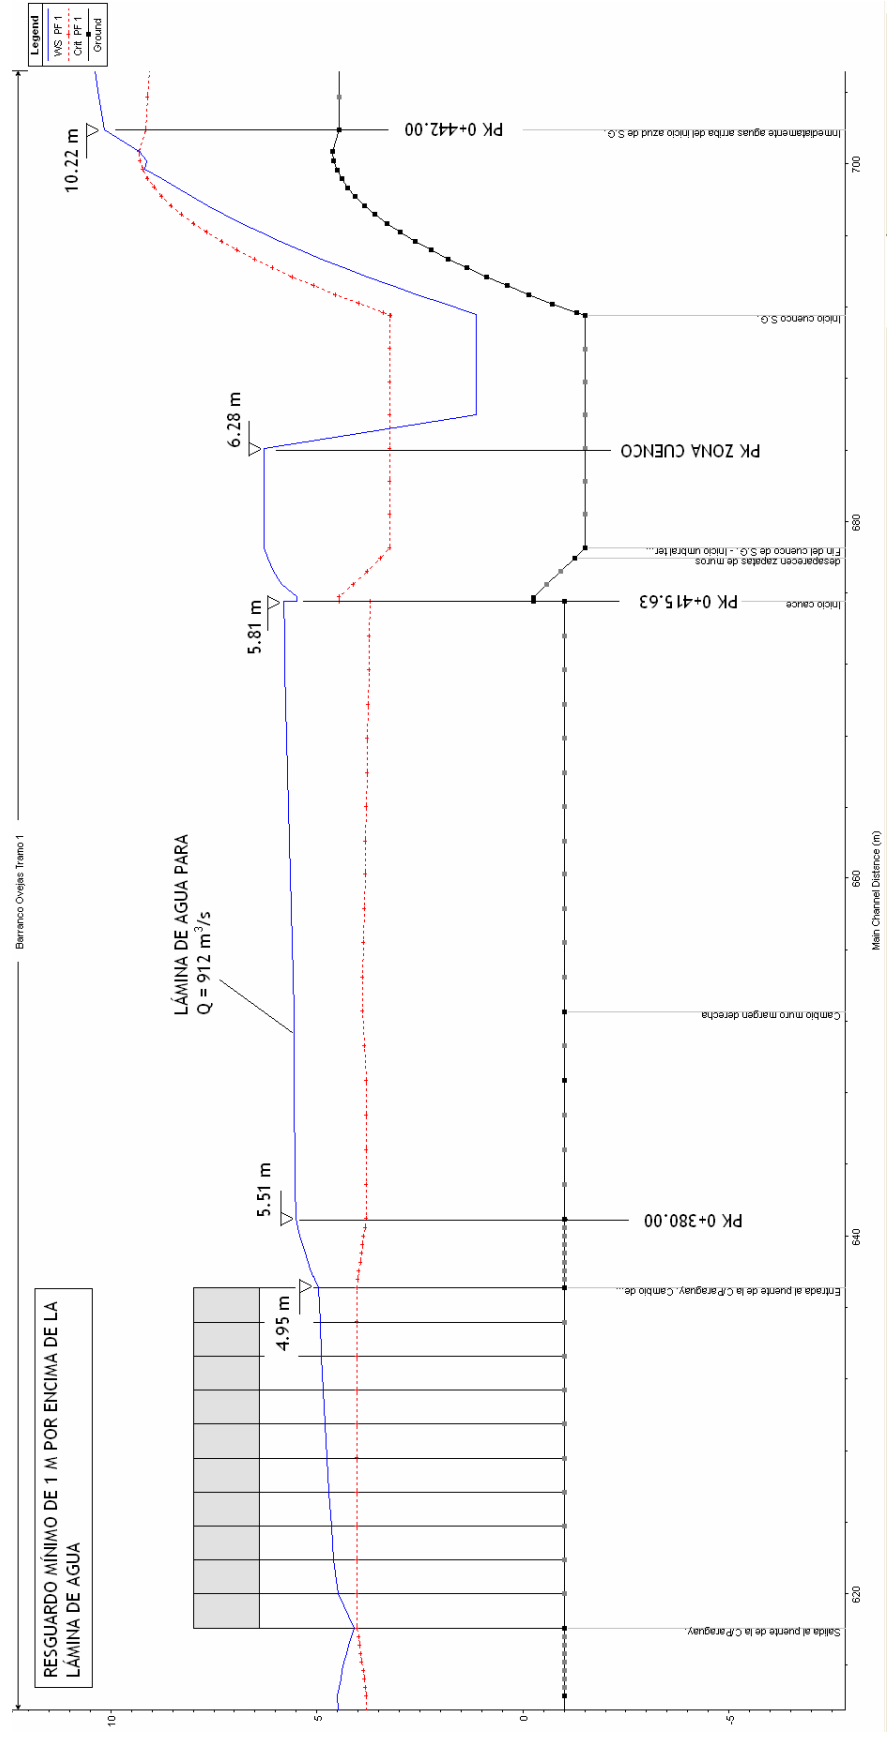 Barranco Ovejas Tramo 1
Legend
WS PF 1
Crit PF 1
Ground
RESGUARDO MÍNIMO DE 1 M POR ENCIMA DE LA
LÁMINA DE AGUA
LÁMINA DE AGUA PARA
Q = 912 m³/s
4.95 m
5.51 m
5.81 m
6.28 m
10.22 m
PK 0+380.00
PK 0+415.63
PK ZONA CUENCO
PK 0+442.00
Salida al puente de la C/Paraguay.
Entrada al puente de la C/Paraguay. Cambio de...
Cambio muro margen derecha
Inicio cauce
desaparecen zapatas de muros
Fin del cuenco de S.G. - Inicio umbral ter...
Inicio cuenco S.G.
Inmediatamente aguas arriba del inicio azud de S.G.
10
5
0
-5
620
640
660
680
700
Main Channel Distance (m)